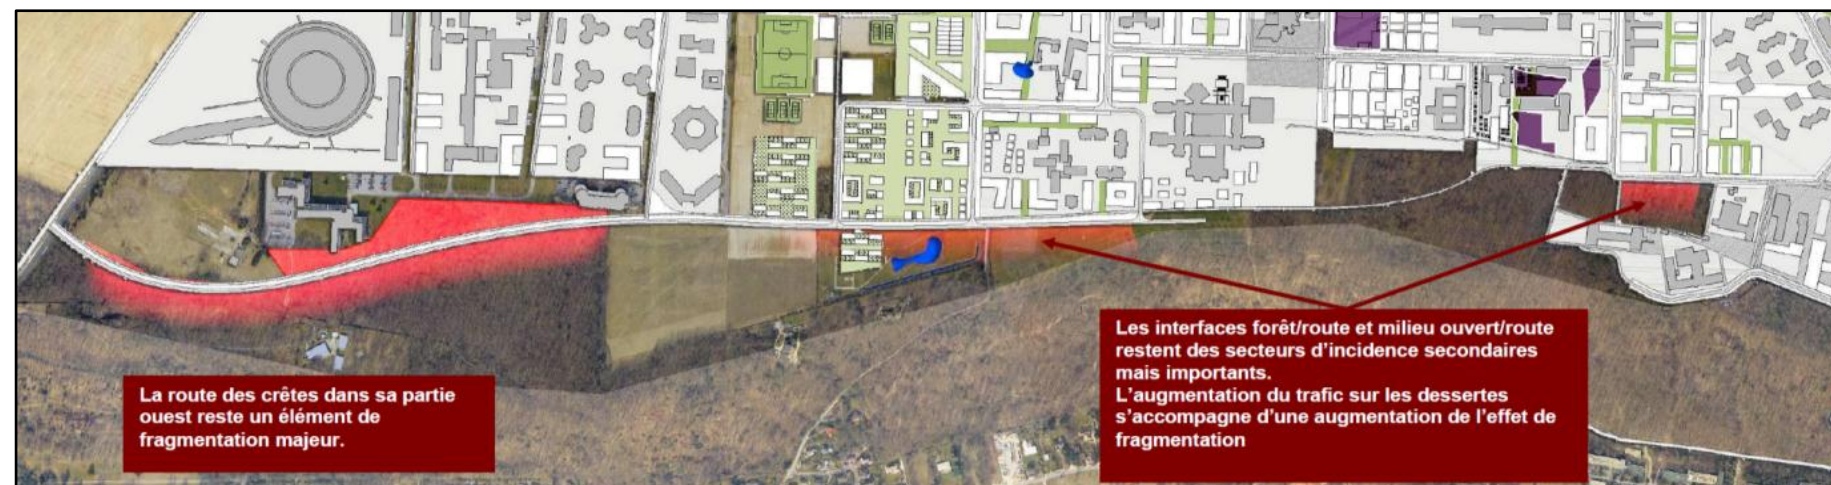 La route des crêtes dans sa partie
ouest reste un élément de
fragmentation majeur.
Les interfaces forêt/route et milieu ouvert/route
restent des secteurs d'incidence secondaires
mais importants.
L'augmentation du trafic sur les dessertes
s'accompagne d'une augmentation de l'effet de
fragmentation